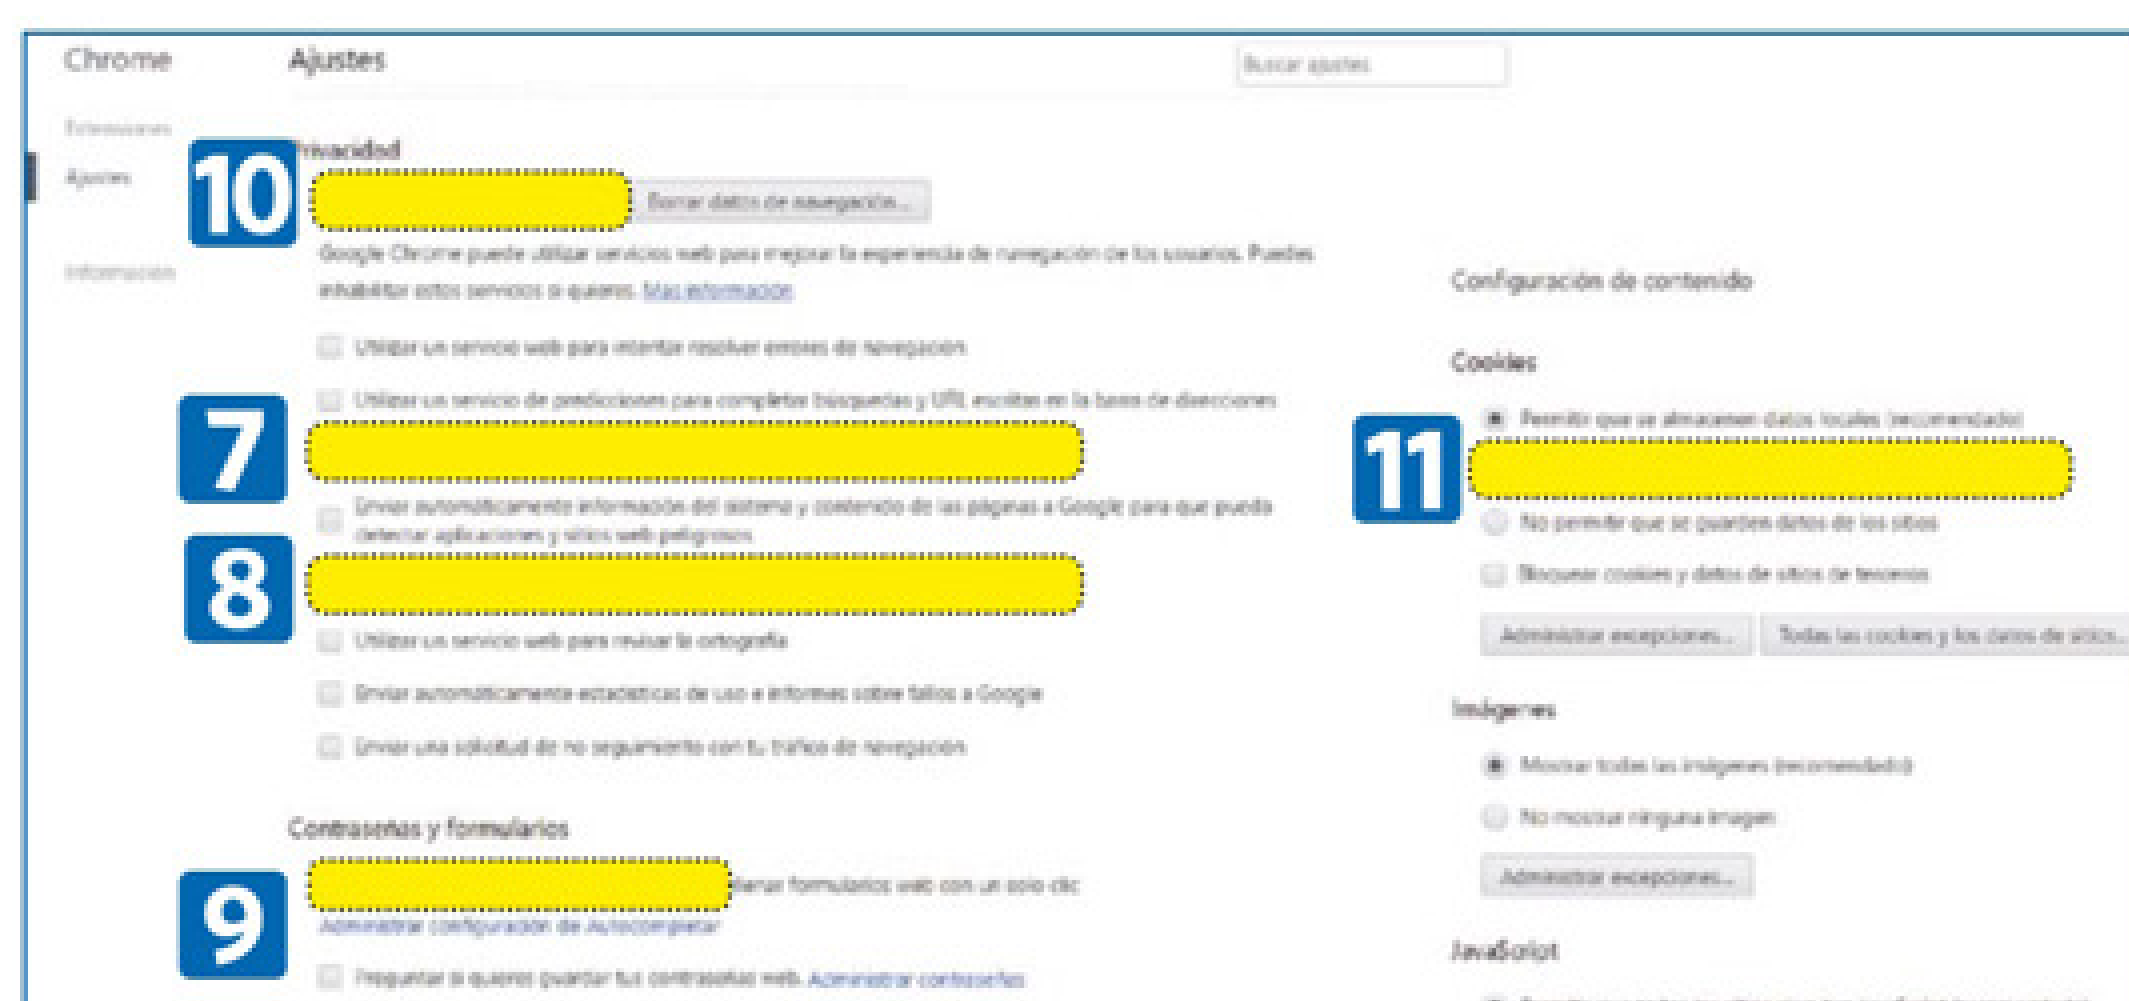 Chrome
Ajustes
Buscar ajustes
Extensiones
Ajustes
Información
10
Privacidad
Borrar datos de navegación...
Google Chrome puede utilizar servicios web para mejorar la experiencia de navegación de los usuarios. Puedes
inhabilitar estos servicios si quieres. Más información
Utilizar un servicio web para intentar resolver errores de navegación
Utilizar un servicio de predicciones para completar búsquedas y URL escritas en la barra de direcciones
7
Enviar automáticamente información del sistema y contenido de las páginas a Google para que pueda
detectar aplicaciones y sitios web peligrosos
8
Utilizar un servicio web para revisar la ortografía
Enviar automáticamente estadísticas de uso e informes sobre fallos a Google
Enviar una solicitud de no seguimiento con tu tráfico de navegación
Contraseñas y formularios
9
llenar formularios web con un solo clic
Administrar configuración de Autocompletar
Preguntar si quieres guardar tus contraseñas web. Administrar contraseñas
Configuración de contenido
Cookies
Permitir que se almacenen datos locales (recomendado)
11
No permitir que se guarden datos de los sitios
Bloquear cookies y datos de sitios de terceros
Administrar excepciones...
Todas las cookies y los datos de sitios...
Imágenes
Mostrar todas las imágenes (recomendado)
No mostrar ninguna imagen
Administrar excepciones...
JavaScript